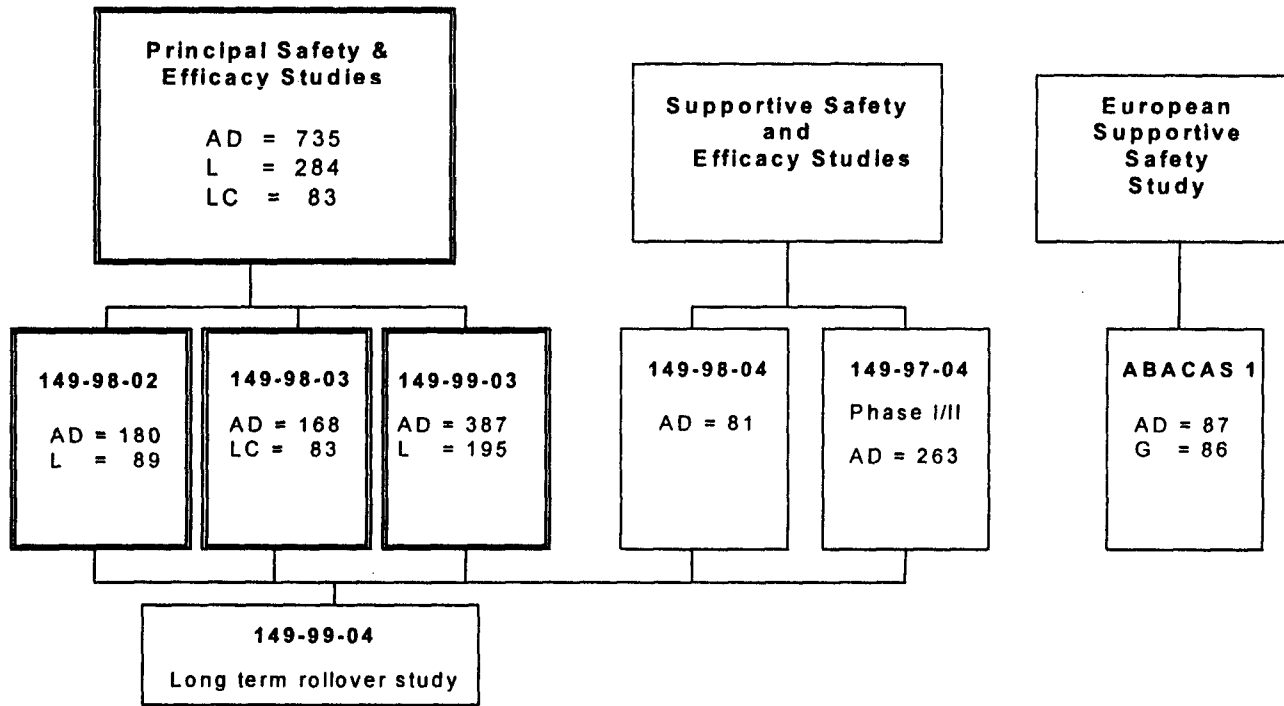 Principal Safety &
Efficacy Studies
AD = 735
L = 284
LC = 83
Supportive Safety
and
Efficacy Studies
European
Supportive
Safety
Study
149-98-02
AD = 180
L = 89
149-98-03
AD = 168
LC = 83
149-99-03
AD = 387
L = 195
149-98-04
AD = 81
149-97-04
Phase I/II
AD = 263
ABACAS 1
AD = 87
G = 86
149-99-04
Long term rollover study